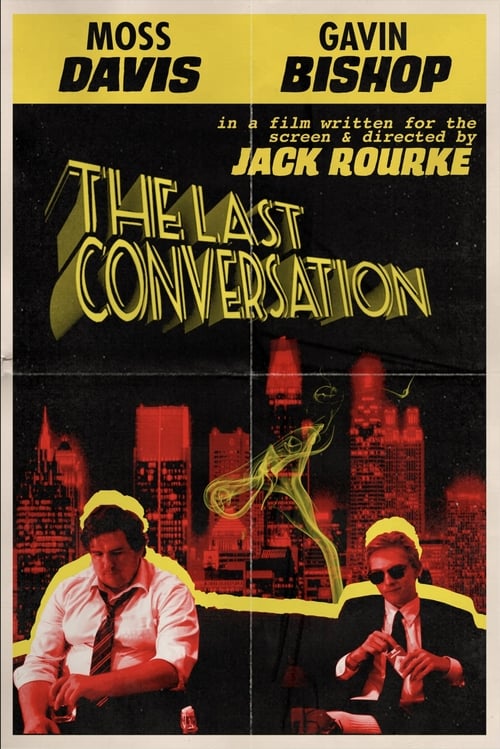 MOSS
DAVIS
GAVIN
BISHOP
in a film written for the
screen & directed by
JACK ROURKE
THE LAST
CONVERSATION